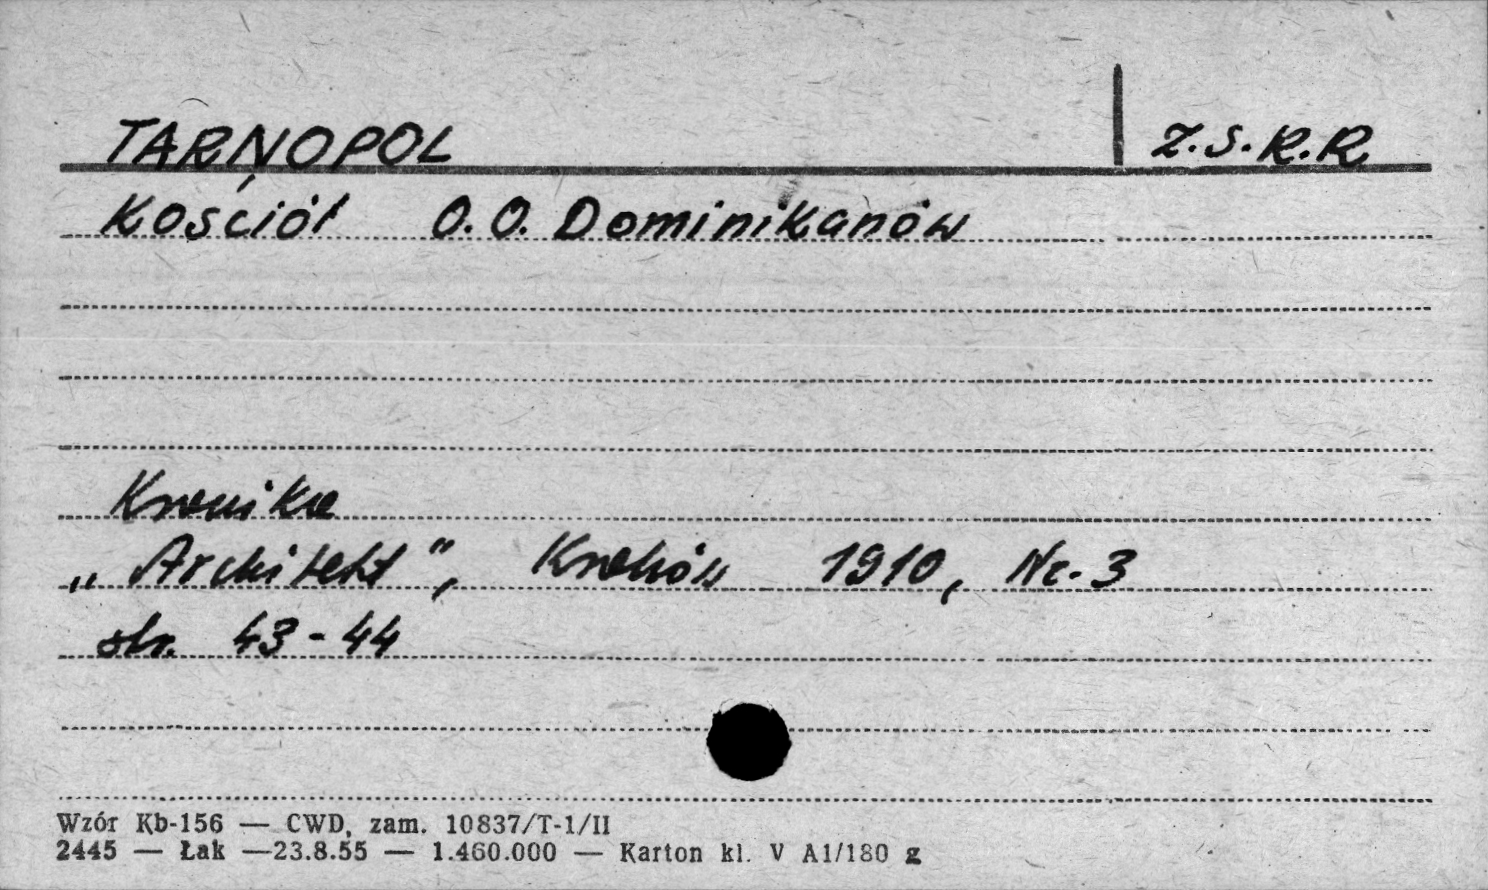 TARNOPOL Z.S.R.R
Kościół O.O. Dominikanów
Kronika
„Architekt", Kraków 1910, Nr. 3
str. 43-44
Wzór Kb-156 — CWD, zam. 10837/T-1/II
2445 — Łak —23.8.55 — 1.460.000 — Karton kl. V A1/180 g